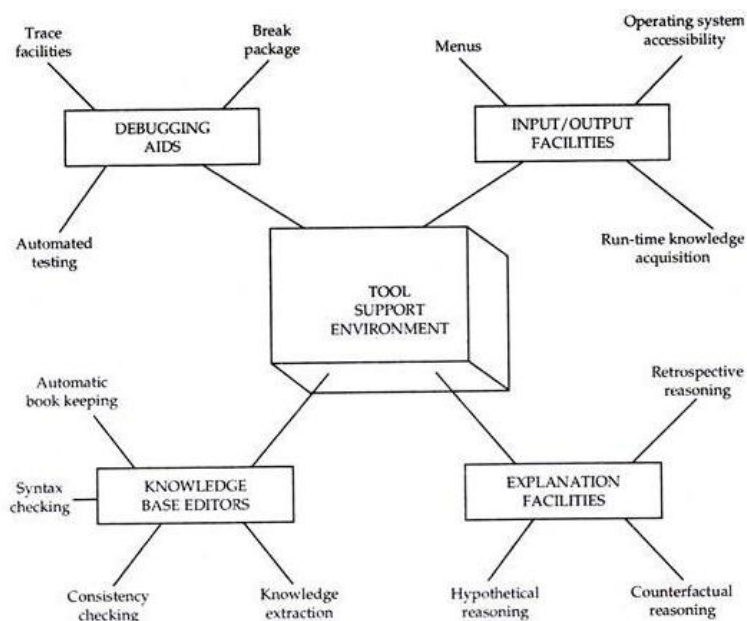 Trace
facilities
Break
package
DEBUGGING
AIDS
Automated
testing
Menus
Operating system
accessibility
INPUT/OUTPUT
FACILITIES
Run-time knowledge
acquisition
TOOL
SUPPORT
ENVIRONMENT
Automatic
book keeping
Syntax
checking
KNOWLEDGE
BASE EDITORS
Consistency
checking
Knowledge
extraction
Retrospective
reasoning
EXPLANATION
FACILITIES
Hypothetical
reasoning
Counterfactual
reasoning